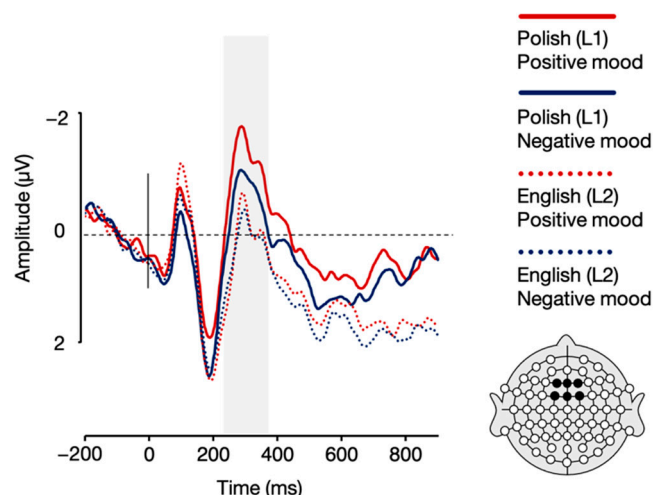 Amplitude (µV)
−2
0
2
−200
0
200
400
600
800
Time (ms)
Polish (L1)
Positive mood
Polish (L1)
Negative mood
English (L2)
Positive mood
English (L2)
Negative mood